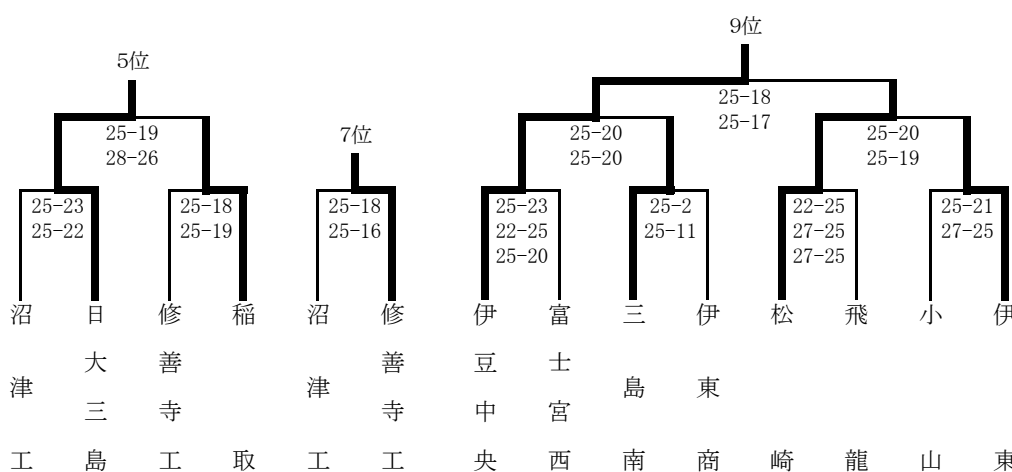 9位
5位
25-18
25-17
25-19
28-26
7位
25-20
25-20
25-20
25-19
25-23
25-22
25-18
25-19
25-18
25-16
25-23
22-25
25-20
25-2
25-11
22-25
27-25
27-25
25-21
27-25
沼津工
日大三島
修善寺工
稲取
沼津工
修善寺工
伊豆中央
富士宮西
三島南
伊東商
松崎
飛龍
小山
伊東